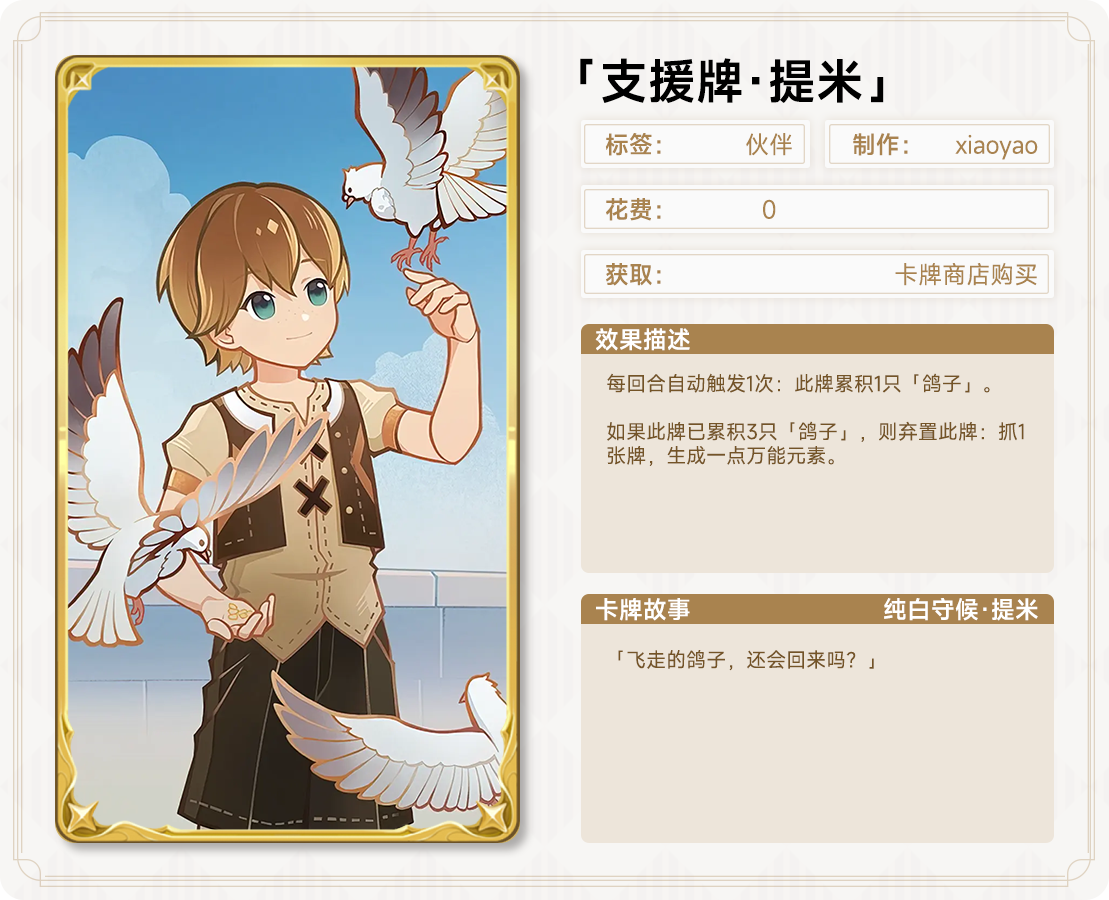 「支援牌·提米」
标签： 伙伴 制作： xiaoyao
花费： 0
获取： 卡牌商店购买
效果描述
每回合自动触发1次：此牌累积1只「鸽子」。
如果此牌已累积3只「鸽子」，则弃置此牌：抓1
张牌，生成一点万能元素。
卡牌故事 纯白守候·提米
「飞走的鸽子，还会回来吗？」